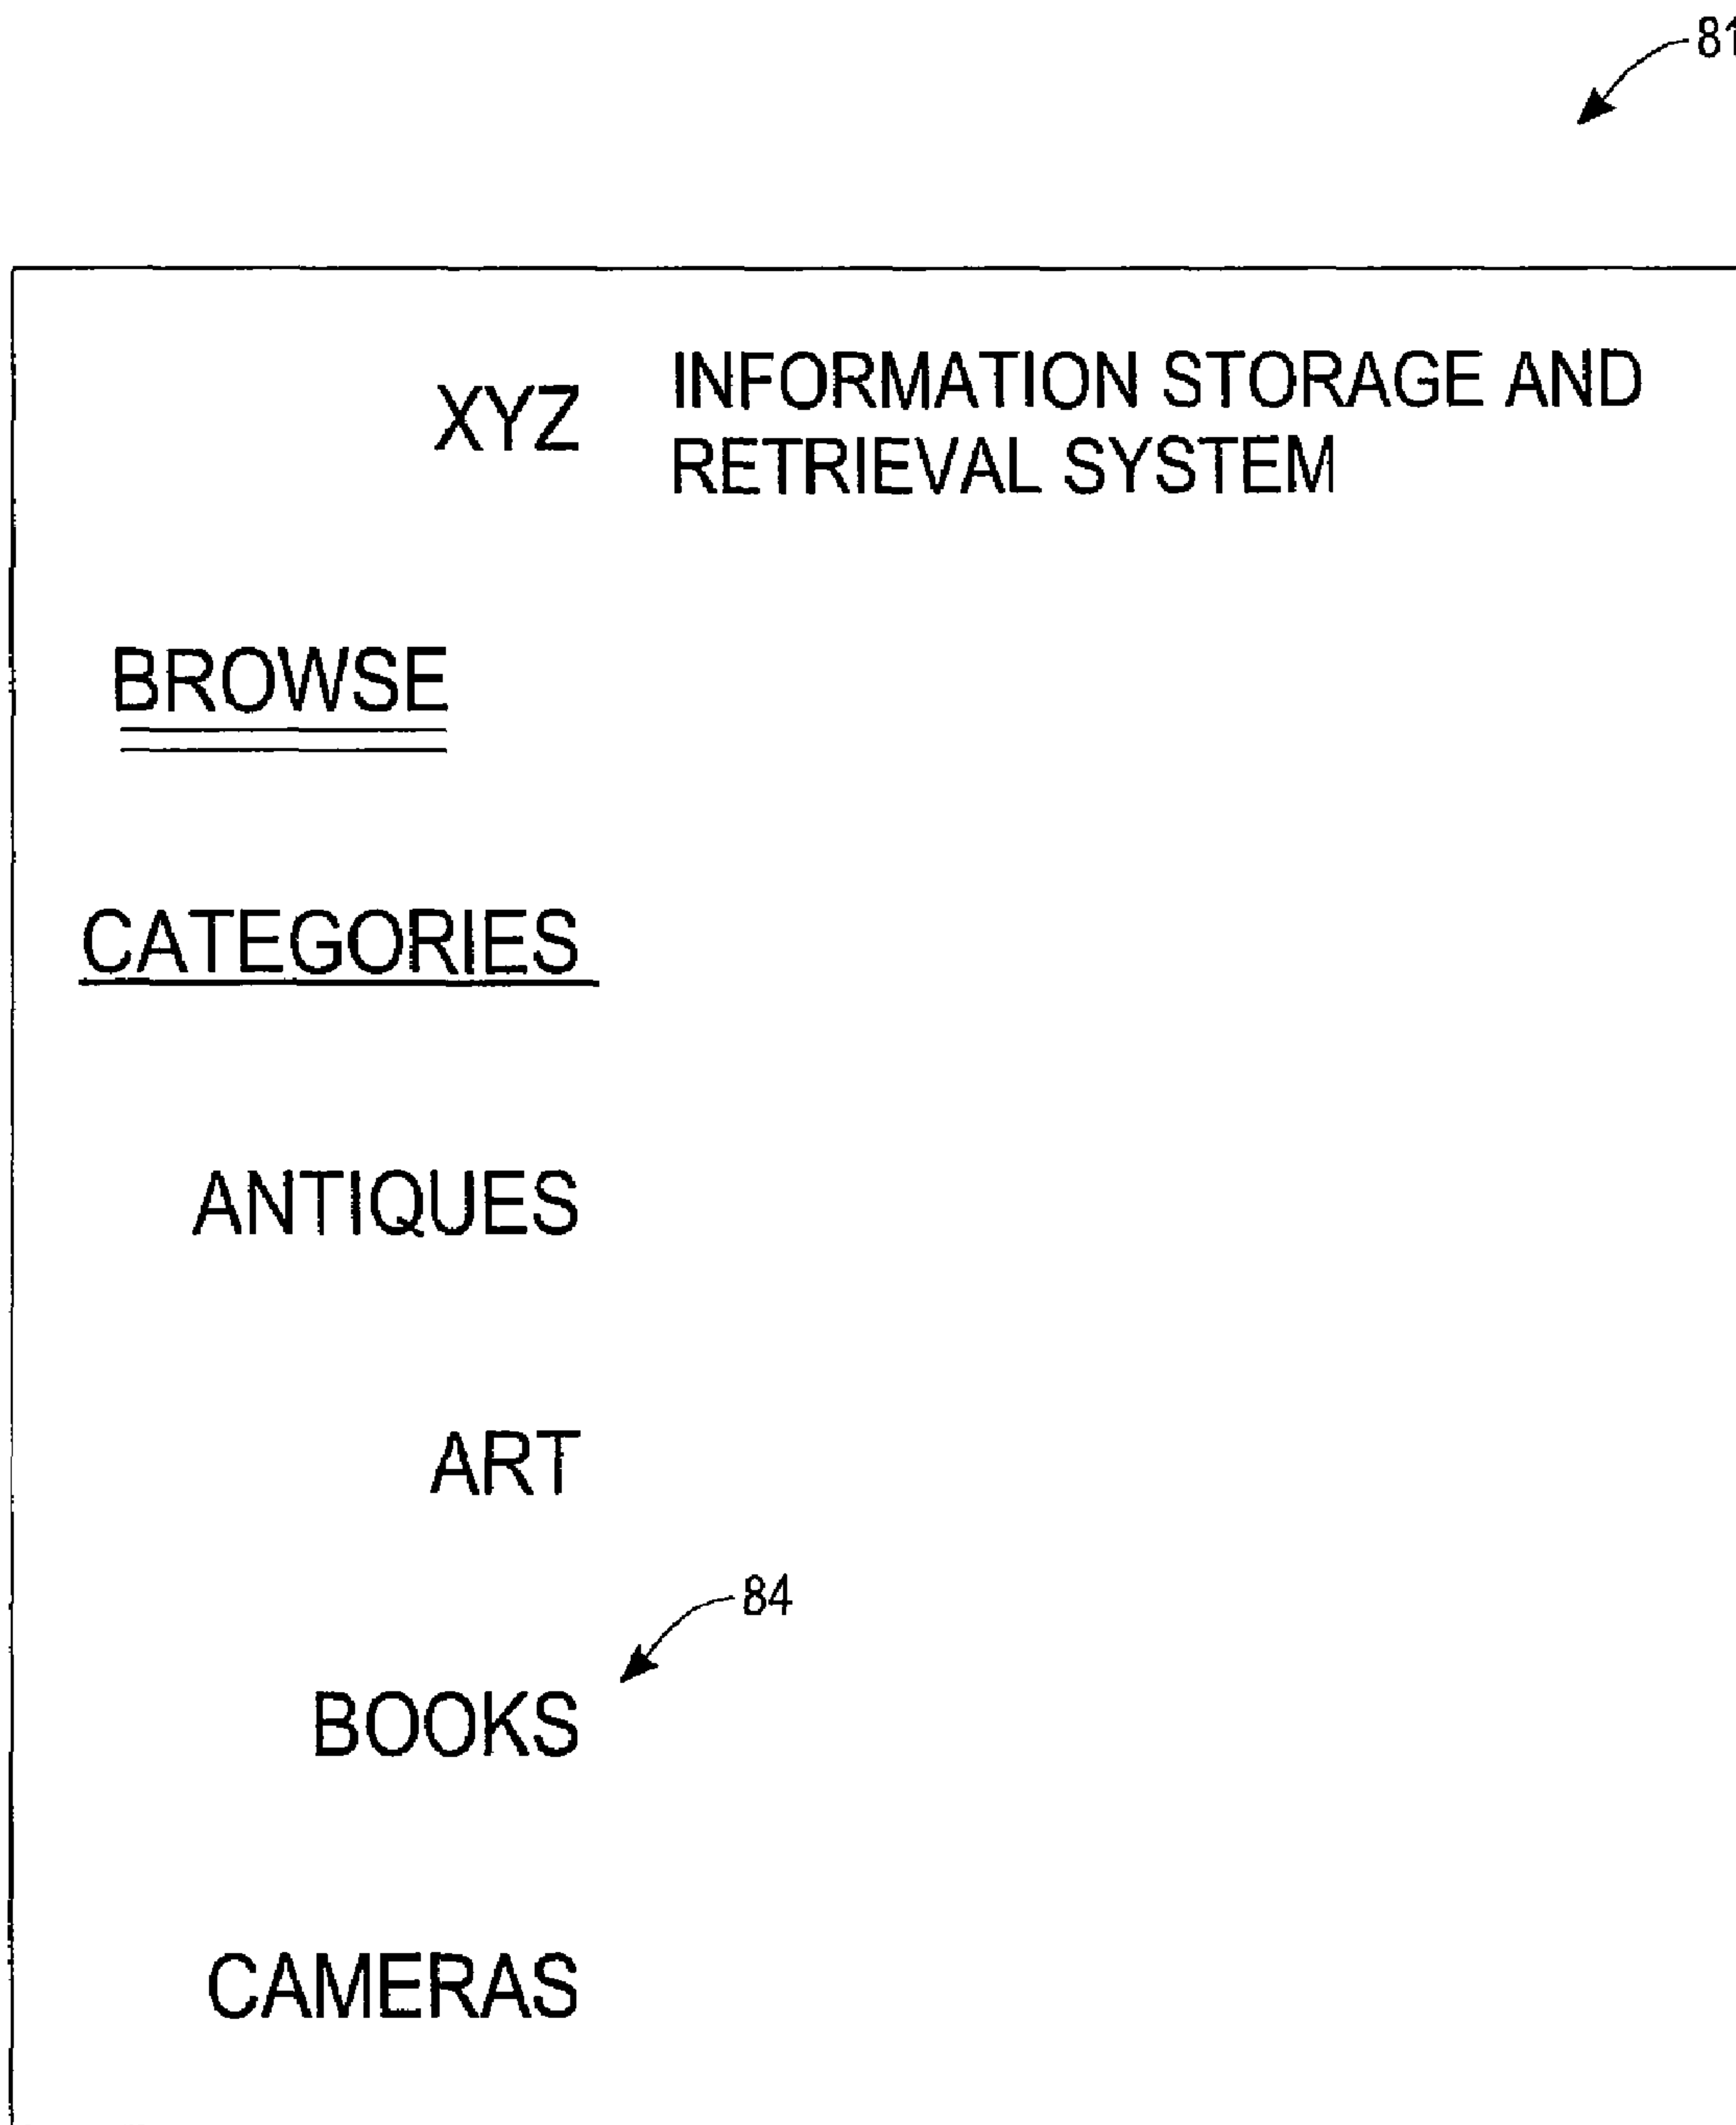 81
XYZ INFORMATION STORAGE AND
RETRIEVAL SYSTEM
BROWSE
CATEGORIES
ANTIQUES
ART
84
BOOKS
CAMERAS